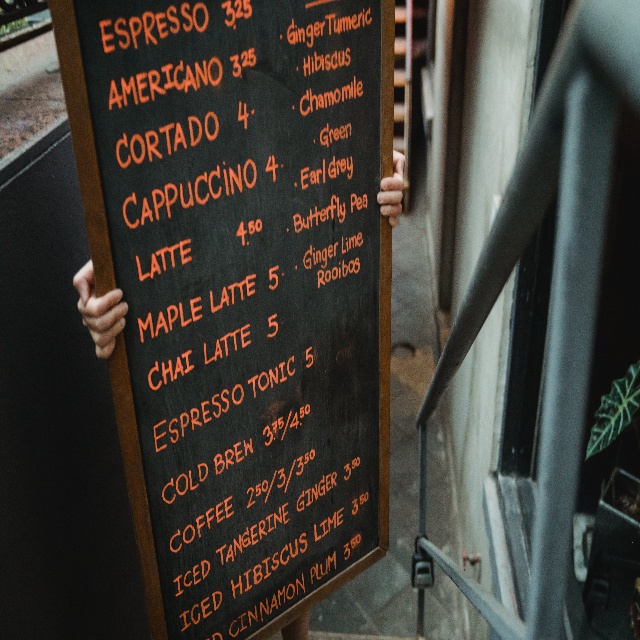 ESPRESSO 3.25
AMERICANO 3.25
CORTADO 4.
CAPPUCCINO 4.
LATTE 4.50
MAPLE LATTE 5.
CHAI LATTE 5
ESPRESSO TONIC 5
COLD BREW 3.75/4.50
COFFEE 2.50/3/3.50
ICED TANGERINE GINGER 3.50
ICED HIBISCUS LIME 3.50
CINNAMON PLUM 3.50
· Ginger Turmeric
· Hibiscus
· Chamomile
· Green
· Earl Grey
· Butterfly Pea
· Ginger Lime
Rooibos